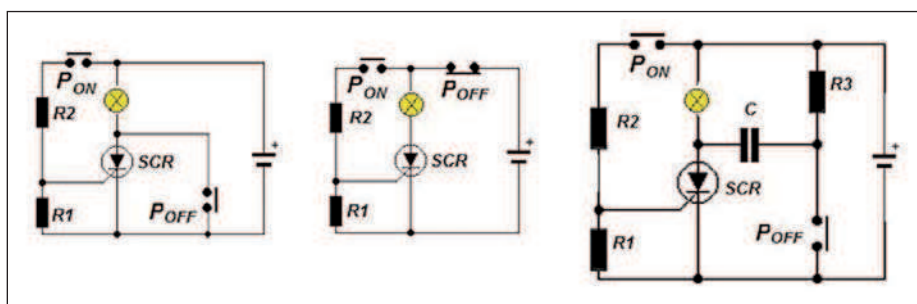 P_ON
R2
SCR
R1
P_OFF
+
P_ON
P_OFF
R2
SCR
R1
+
P_ON
C
R3
R2
SCR
R1
P_OFF
+